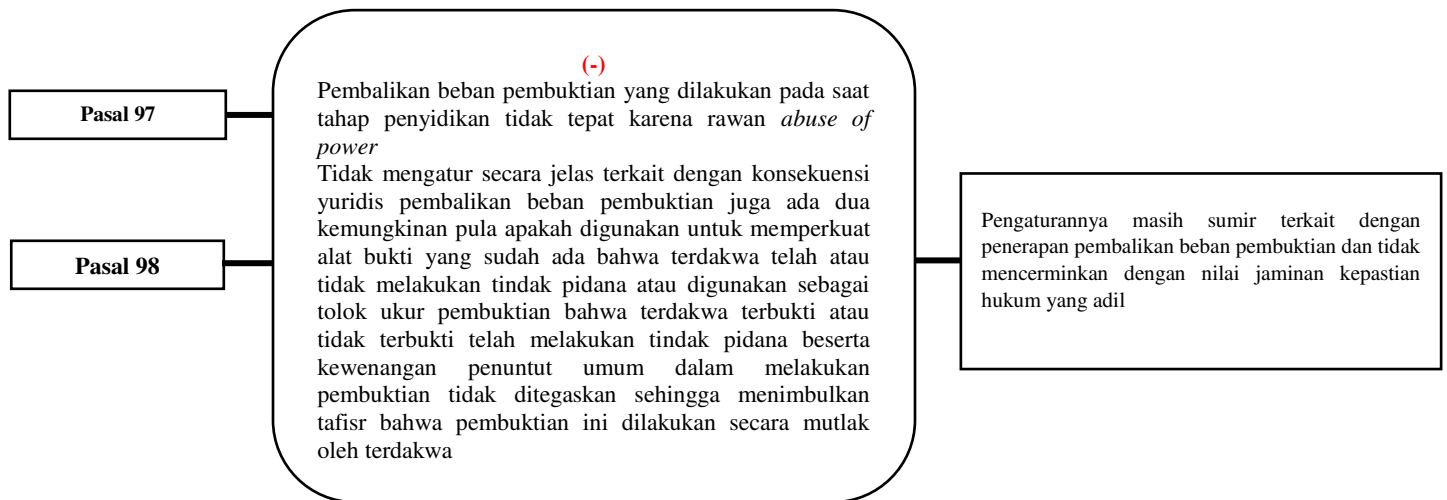 Pasal 97
Pasal 98
(-)
Pembalikan beban pembuktian yang dilakukan pada saat
tahap penyidikan tidak tepat karena rawan abuse of
power
Tidak mengatur secara jelas terkait dengan konsekuensi
yuridis pembalikan beban pembuktian juga ada dua
kemungkinan pula apakah digunakan untuk memperkuat
alat bukti yang sudah ada bahwa terdakwa telah atau
tidak melakukan tindak pidana atau digunakan sebagai
tolok ukur pembuktian bahwa terdakwa terbukti atau
tidak terbukti telah melakukan tindak pidana beserta
kewenangan penuntut umum dalam melakukan
pembuktian tidak ditegaskan sehingga menimbulkan
tafisr bahwa pembuktian ini dilakukan secara mutlak
oleh terdakwa
Pengaturannya masih sumir terkait dengan
penerapan pembalikan beban pembuktian dan tidak
mencerminkan dengan nilai jaminan kepastian
hukum yang adil